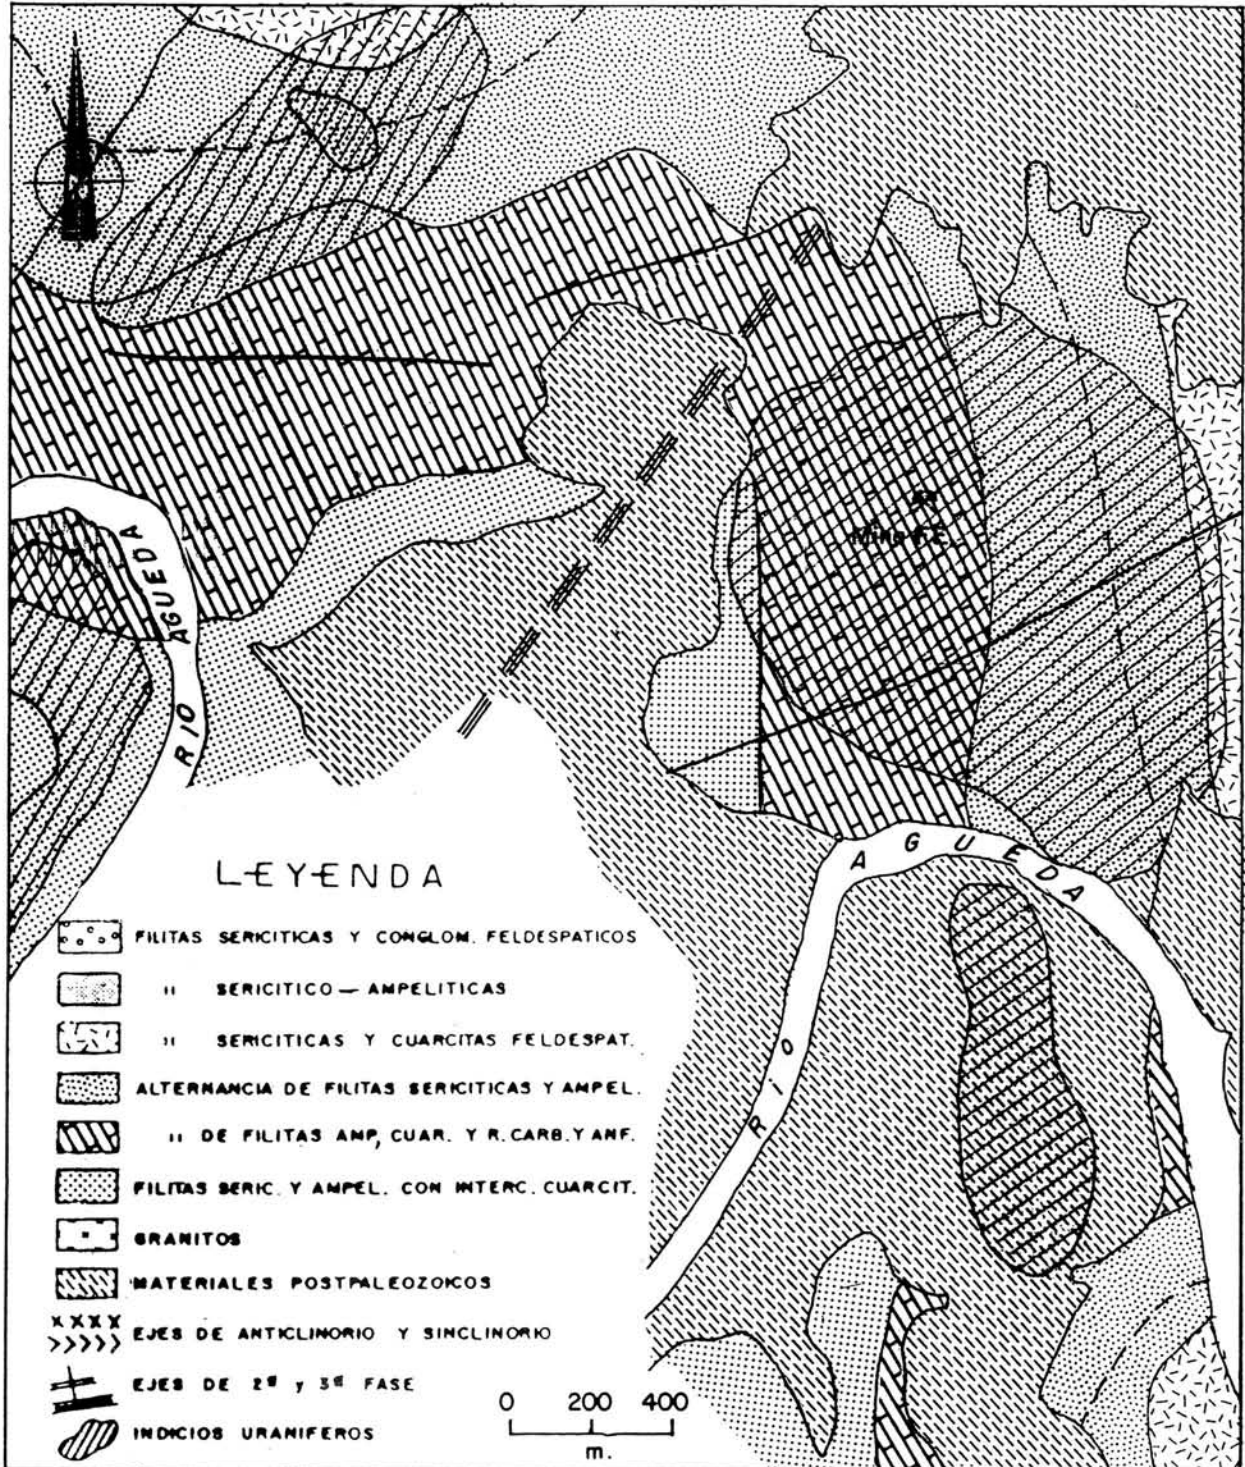 Mina F.E.
RIO AGUEDA
RIO AGUEDA
LEYENDA
FILITAS SERICITICAS Y CONGLOM. FELDESPATICOS
" SERICITICO — AMPELITICAS
" SERICITICAS Y CUARCITAS FELDESPAT.
ALTERNANCIA DE FILITAS SERICITICAS Y AMPEL.
" DE FILITAS AMP, CUAR. Y R. CARB. Y ANF.
FILITAS SERIC. Y AMPEL. CON INTERC. CUARCIT.
GRANITOS
MATERIALES POSTPALEOZOICOS
EJES DE ANTICLINORIO Y SINCLINORIO
EJES DE 2ª y 3ª FASE
INDICIOS URANIFEROS
0 200 400
m.